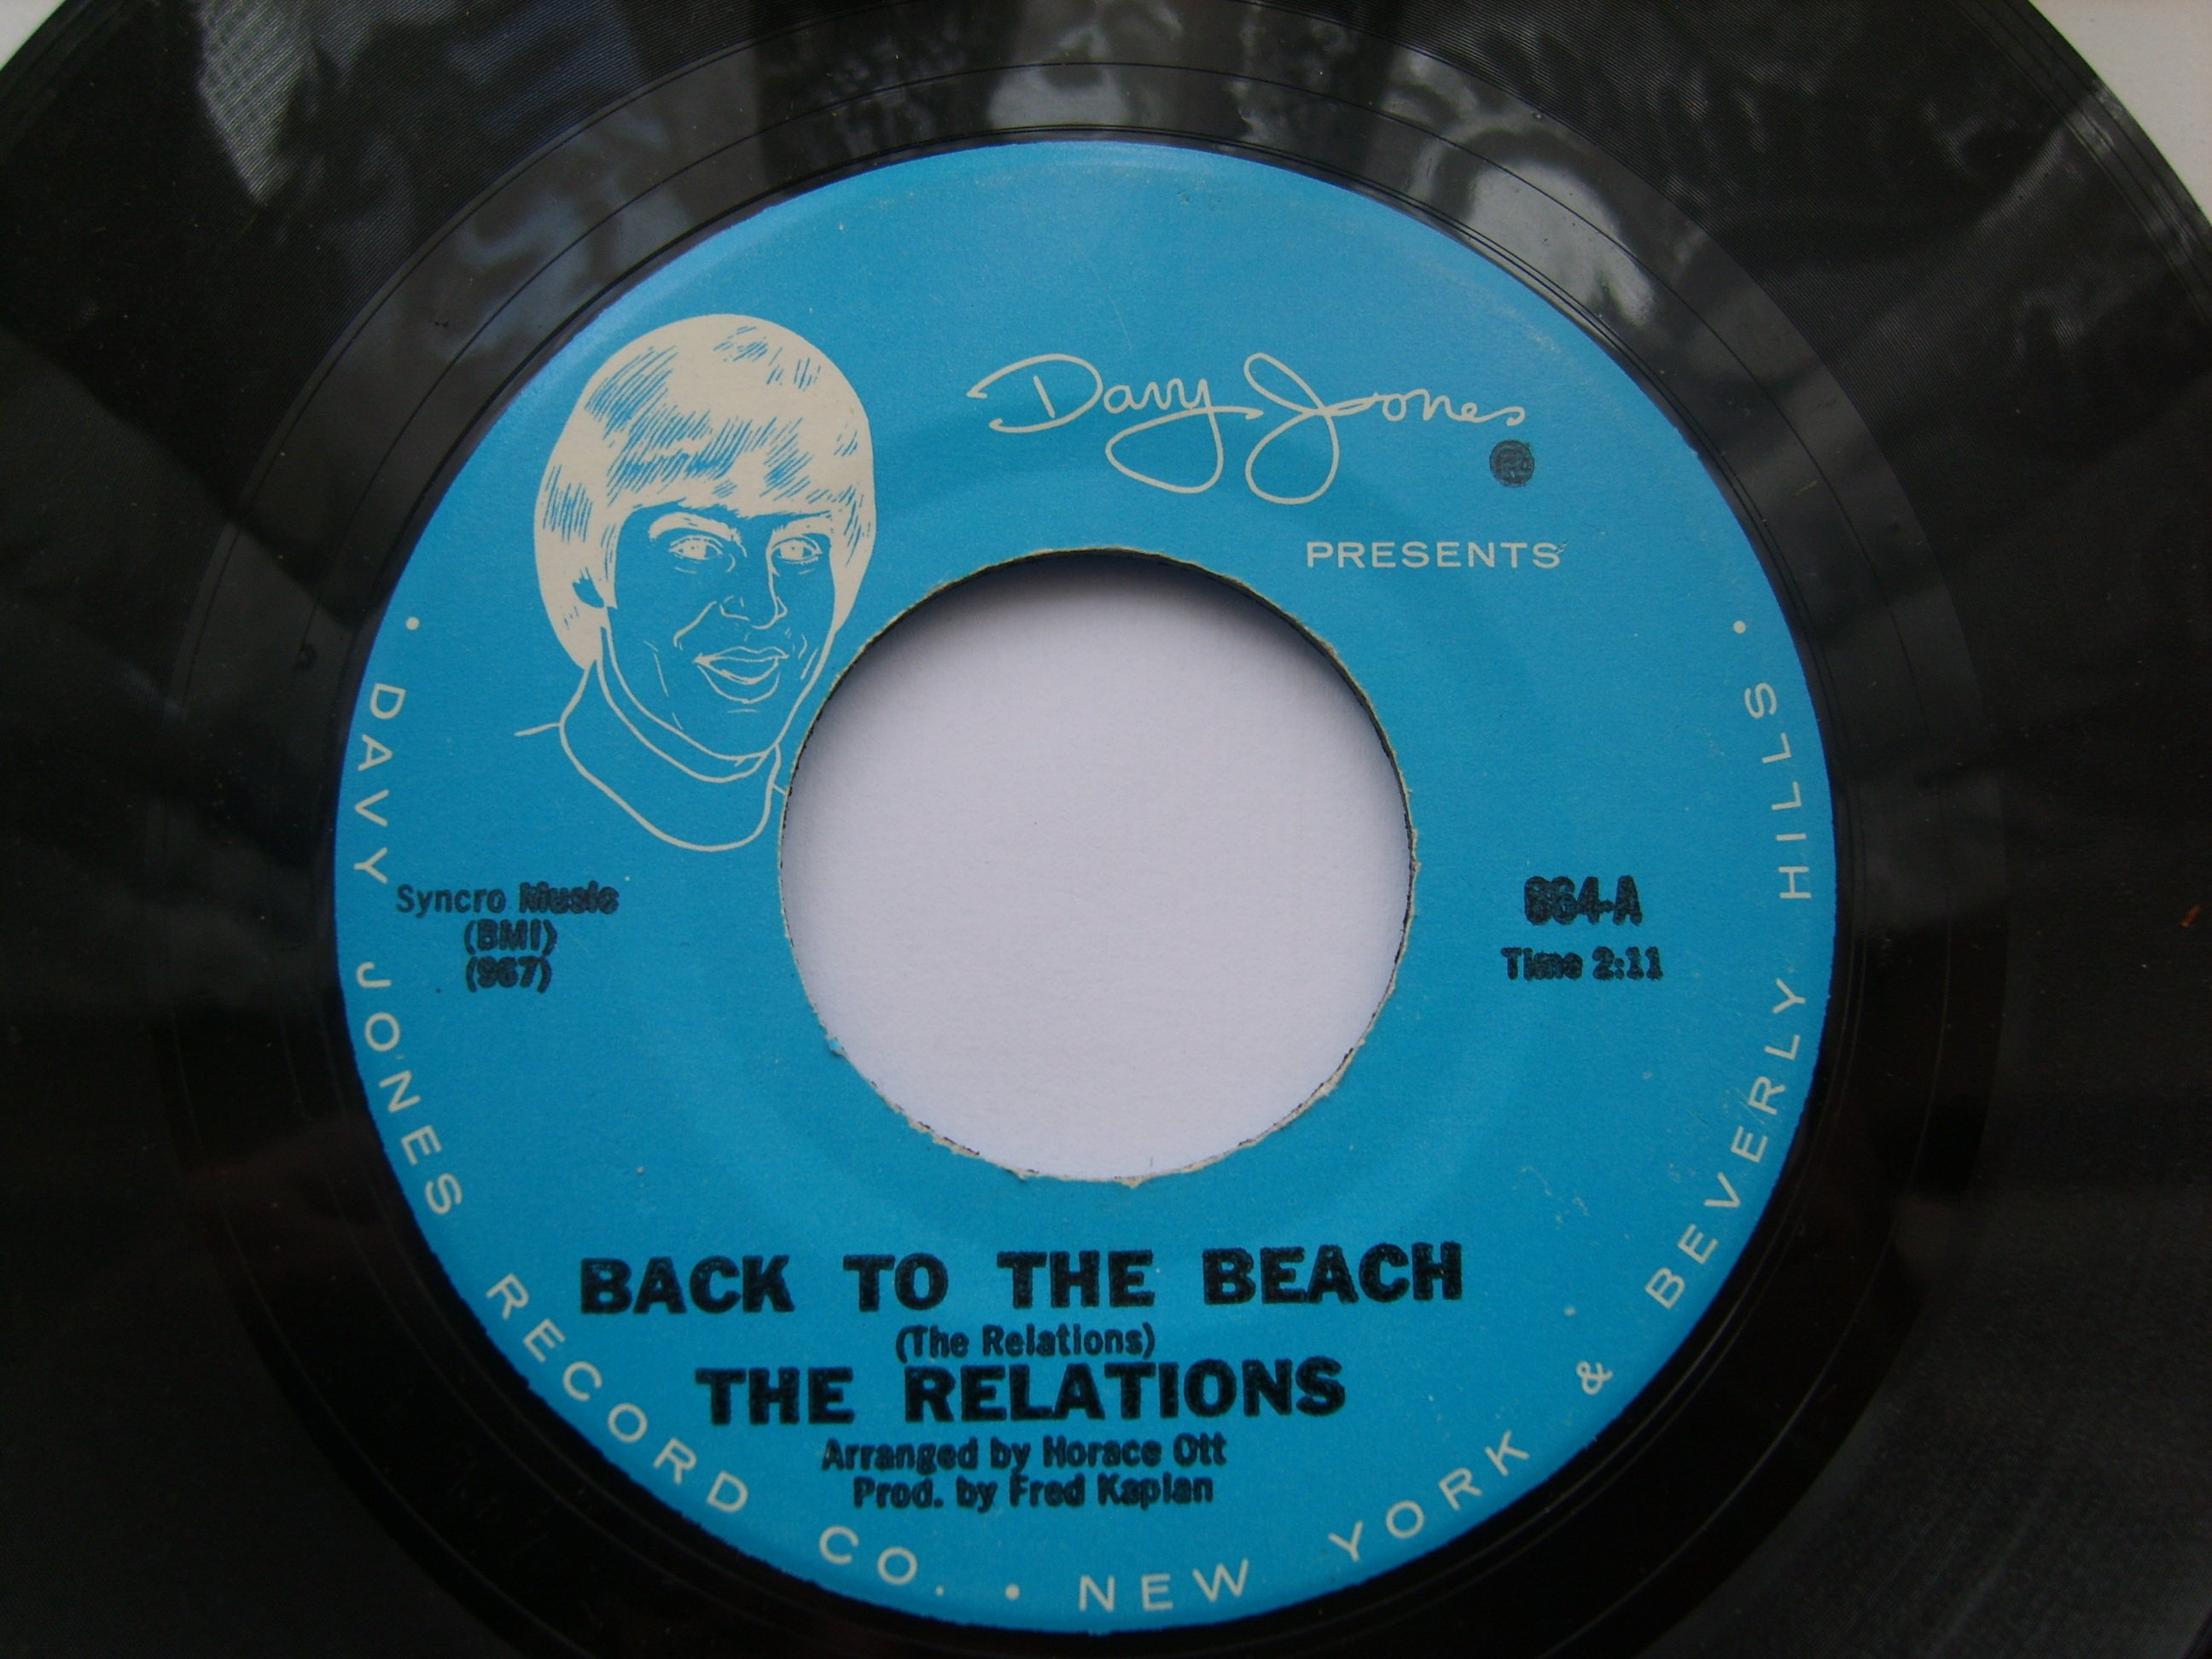 Davy Jones
PRESENTS
Syncro Music
(BMI)
(967)
864-A
Time 2:11
BACK TO THE BEACH
(The Relations)
THE RELATIONS
Arranged by Horace Ott
Prod. by Fred Kaplan
• DAVY JONES RECORD CO. • NEW YORK & BEVERLY HILLS •